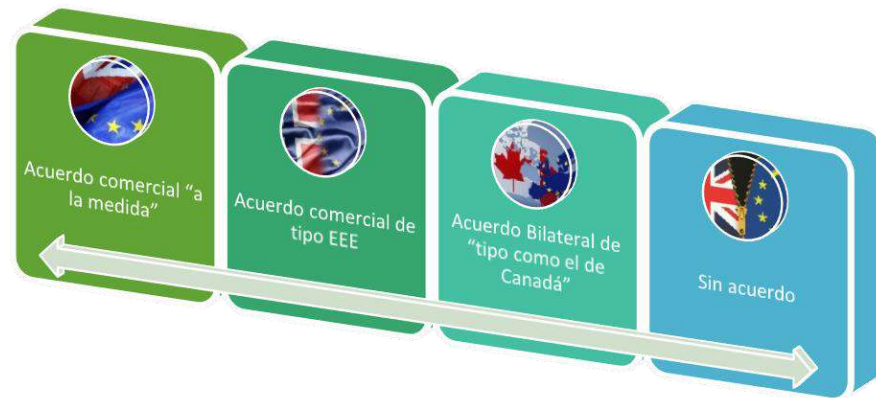 Acuerdo comercial “a
la medida”
Acuerdo comercial de
tipo EEE
Acuerdo Bilateral de
“tipo como el de
Canadá”
Sin acuerdo